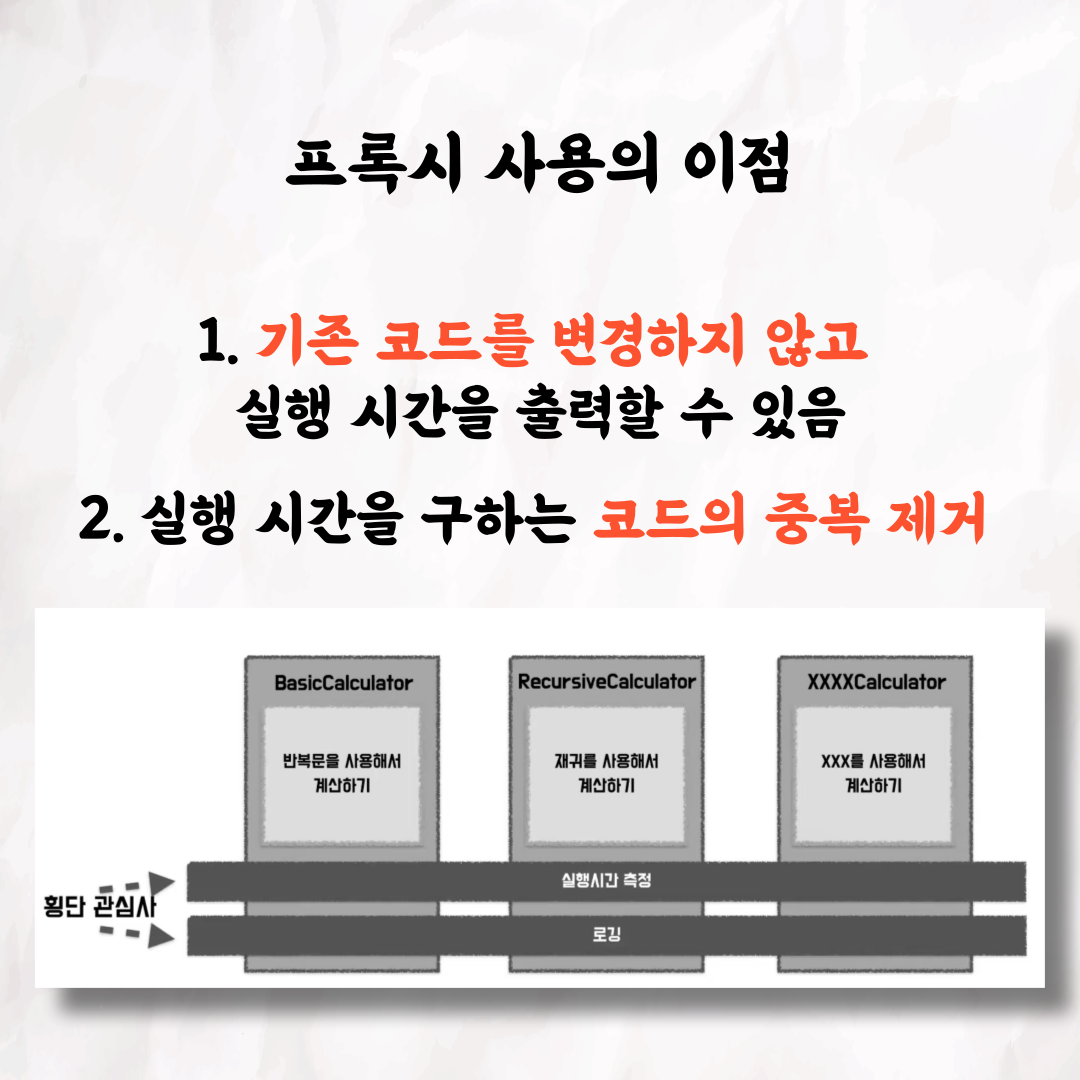 프록시 사용의 이점
1. 기존 코드를 변경하지 않고
실행 시간을 출력할 수 있음
2. 실행 시간을 구하는 코드의 중복 제거
BasicCalculator
반복문을 사용해서
계산하기
RecursiveCalculator
재귀를 사용해서
계산하기
XXXXCalculator
XXX를 사용해서
계산하기
실행시간 측정
횡단 관심사
로깅